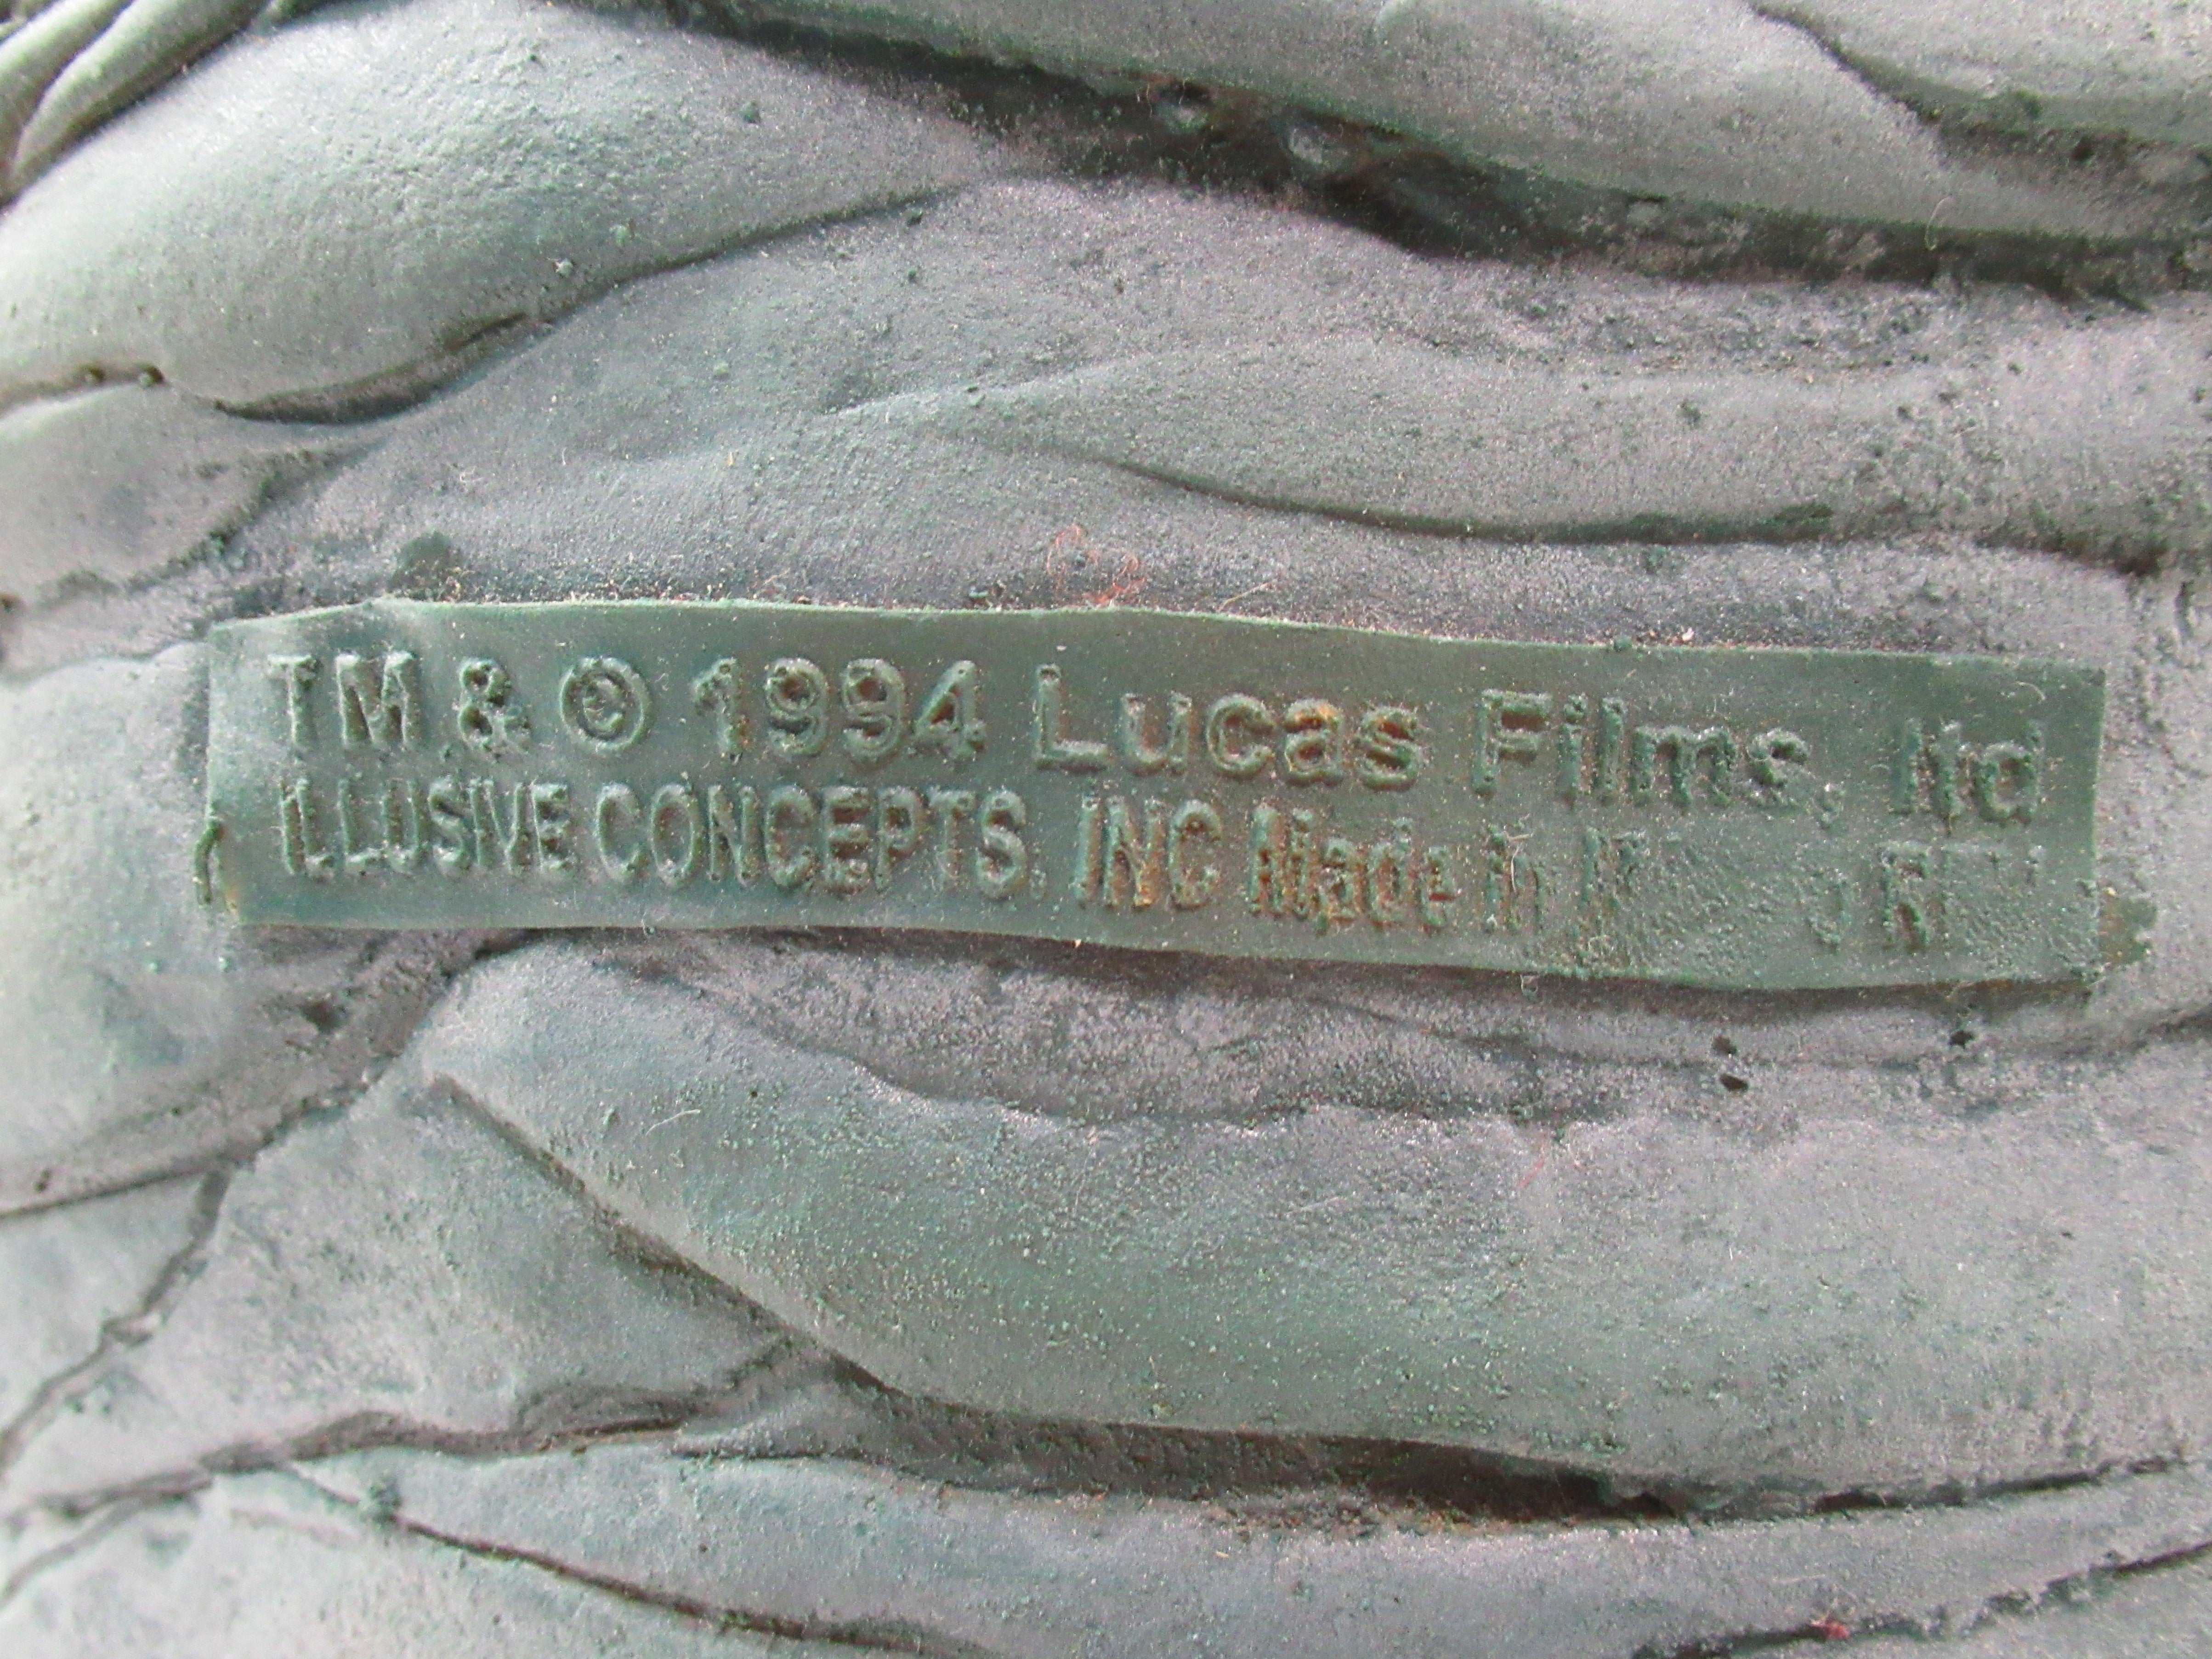 TM & © 1994 Lucas Films, ltd
ILLUSIVE CONCEPTS, INC Made in